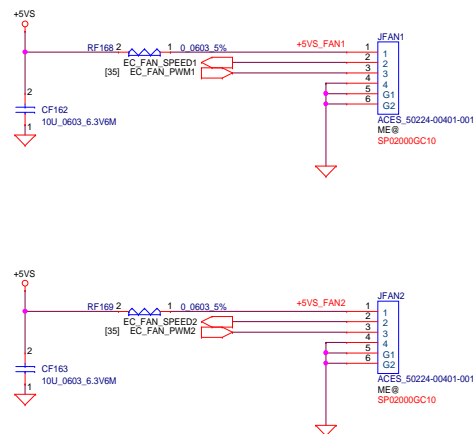 +5VS
RF168 2 1 0_0603_5% +5VS_FAN1
EC_FAN_SPEED1
[35] EC_FAN_PWM1
JFAN1
1 1
2 2
3 3
4 4
5 G1
6 G2
2
CF162
1
10U_0603_6.3V6M
ACES_50224-00401-001
ME@
SP02000GC10
+5VS
RF169 2 1 0_0603_5% +5VS_FAN2
EC_FAN_SPEED2
[35] EC_FAN_PWM2
JFAN2
1 1
2 2
3 3
4 4
5 G1
6 G2
2
CF163
1
10U_0603_6.3V6M
ACES_50224-00401-001
ME@
SP02000GC10